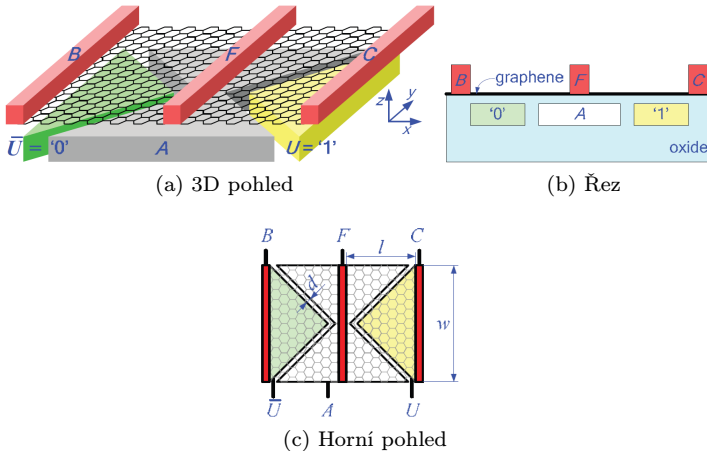 B
F
C
z
y
x
Ū = '0'
A
U = '1'
(a) 3D pohled
B
F
C
graphene
'0'
A
'1'
oxide
(b) Řez
B
F
C
l
d
w
Ū
A
U
(c) Horní pohled